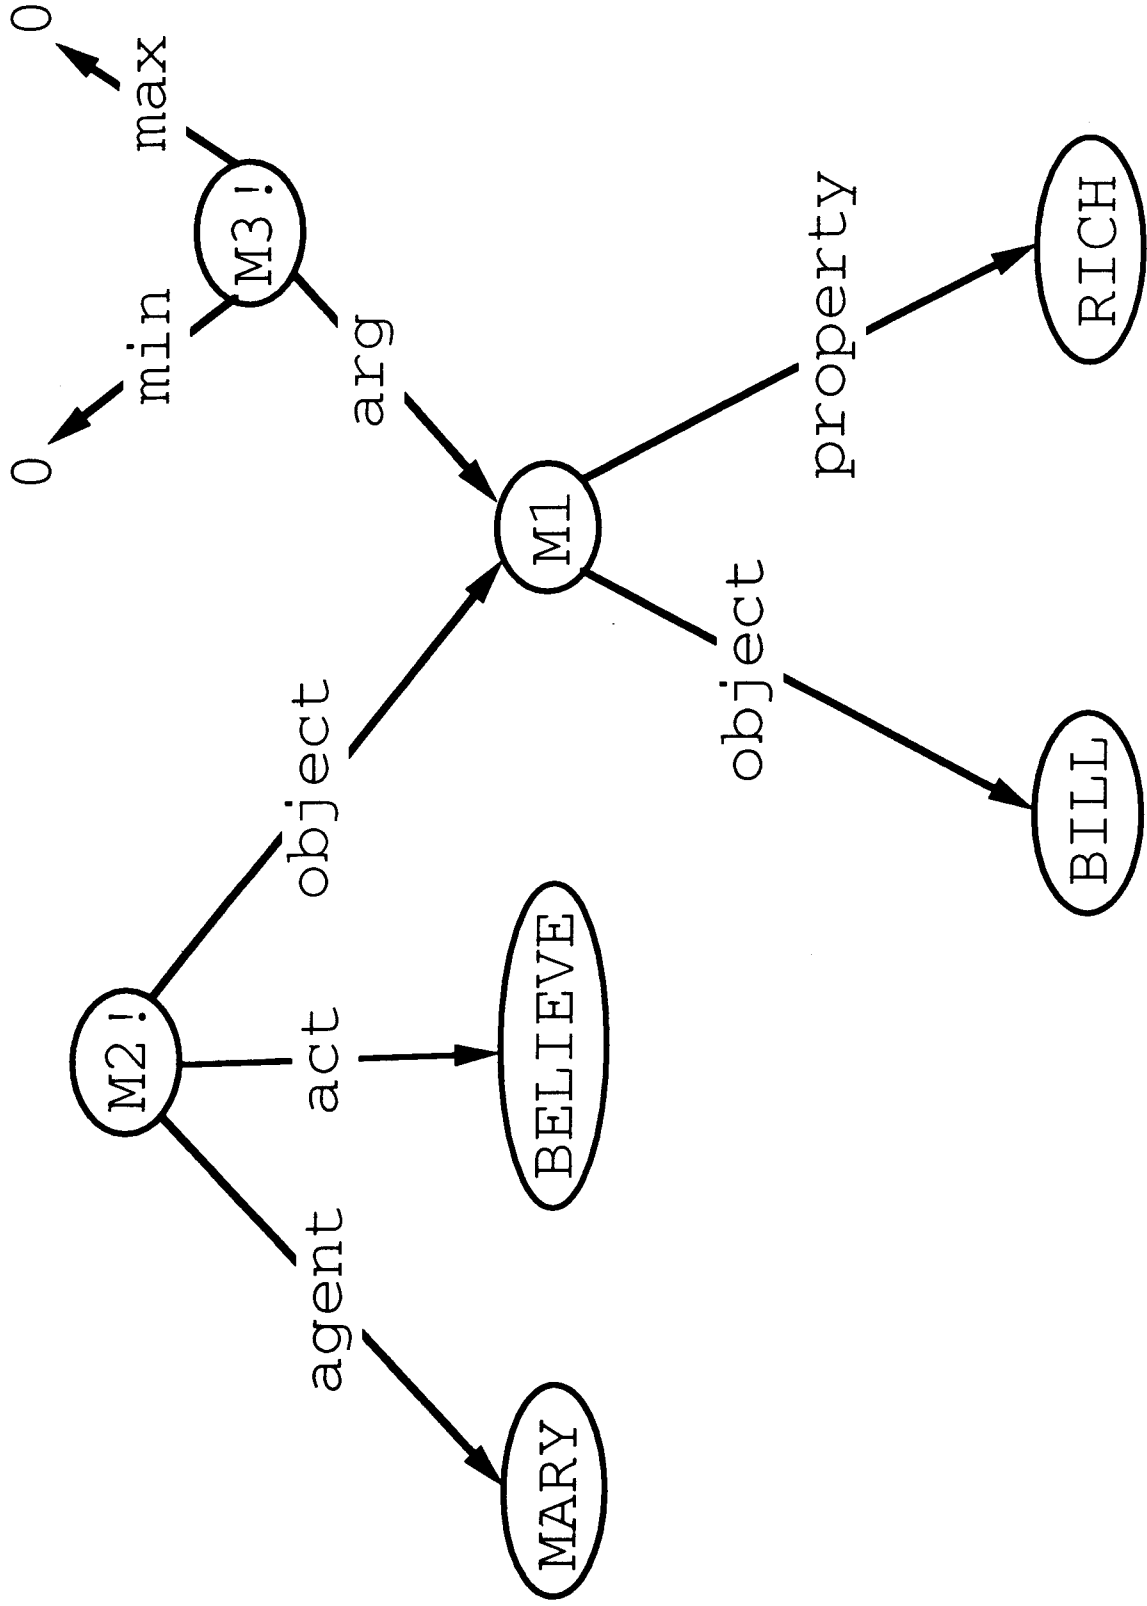 0
0
M2 !
min
max
M3 !
agent
act
object
arg
MARY
BELIEVE
M1
object
property
BILL
RICH